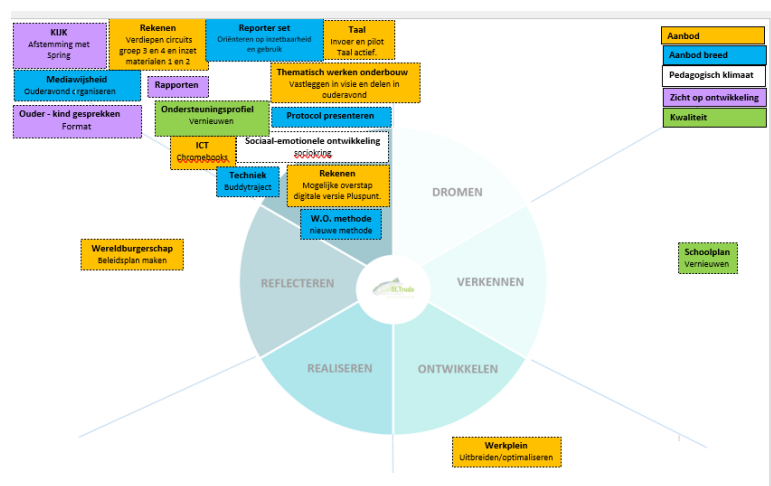 KIJK
Afstemming met
Spring
Rekenen
Verdiepen circuits
groep 3 en 4 en inzet
materialen 1 en 2
Reporter set
Oriënteren op inzetbaarheid
en gebruik
Taal
Invoer en pilot
Taal actief.
Aanbod
Aanbod breed
Pedagogisch klimaat
Zicht op ontwikkeling
Kwaliteit
Mediawijsheid
Ouderavond organiseren
Rapporten
Thematisch werken onderbouw
Vastleggen in visie en delen in
ouderavond
Ouder - kind gesprekken
Format
Ondersteuningsprofiel
Vernieuwen
Protocol presenteren
ICT
Chromebooks
Sociaal-emotionele ontwikkeling
sociokring
Techniek
Buddytraject
Rekenen
Mogelijke overstap
digitale versie Pluspunt.
W.O. methode
nieuwe methode
DROMEN
Wereldburgerschap
Beleidsplan maken
Schoolplan
Vernieuwen
REFLECTEREN
VERKENNEN
REALISEREN
ONTWIKKELEN
Werkplein
Uitbreiden/optimaliseren